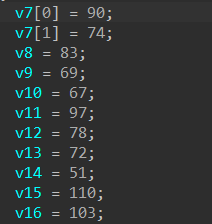 v7[0] = 90;
v7[1] = 74;
v8 = 83;
v9 = 69;
v10 = 67;
v11 = 97;
v12 = 78;
v13 = 72;
v14 = 51;
v15 = 110;
v16 = 103;